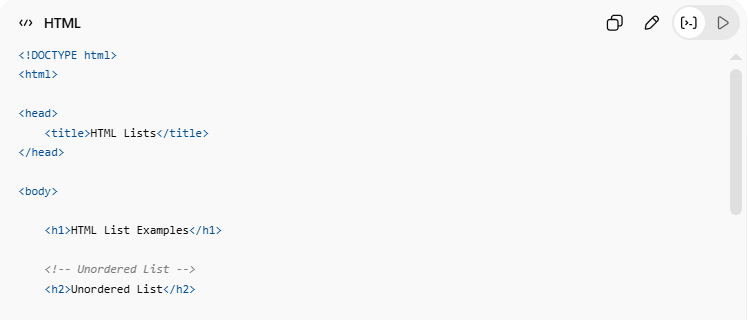 HTML
<!DOCTYPE html>
<html>
<head>
<title>HTML Lists</title>
</head>
<body>
<h1>HTML List Examples</h1>
<!-- Unordered List -->
<h2>Unordered List</h2>